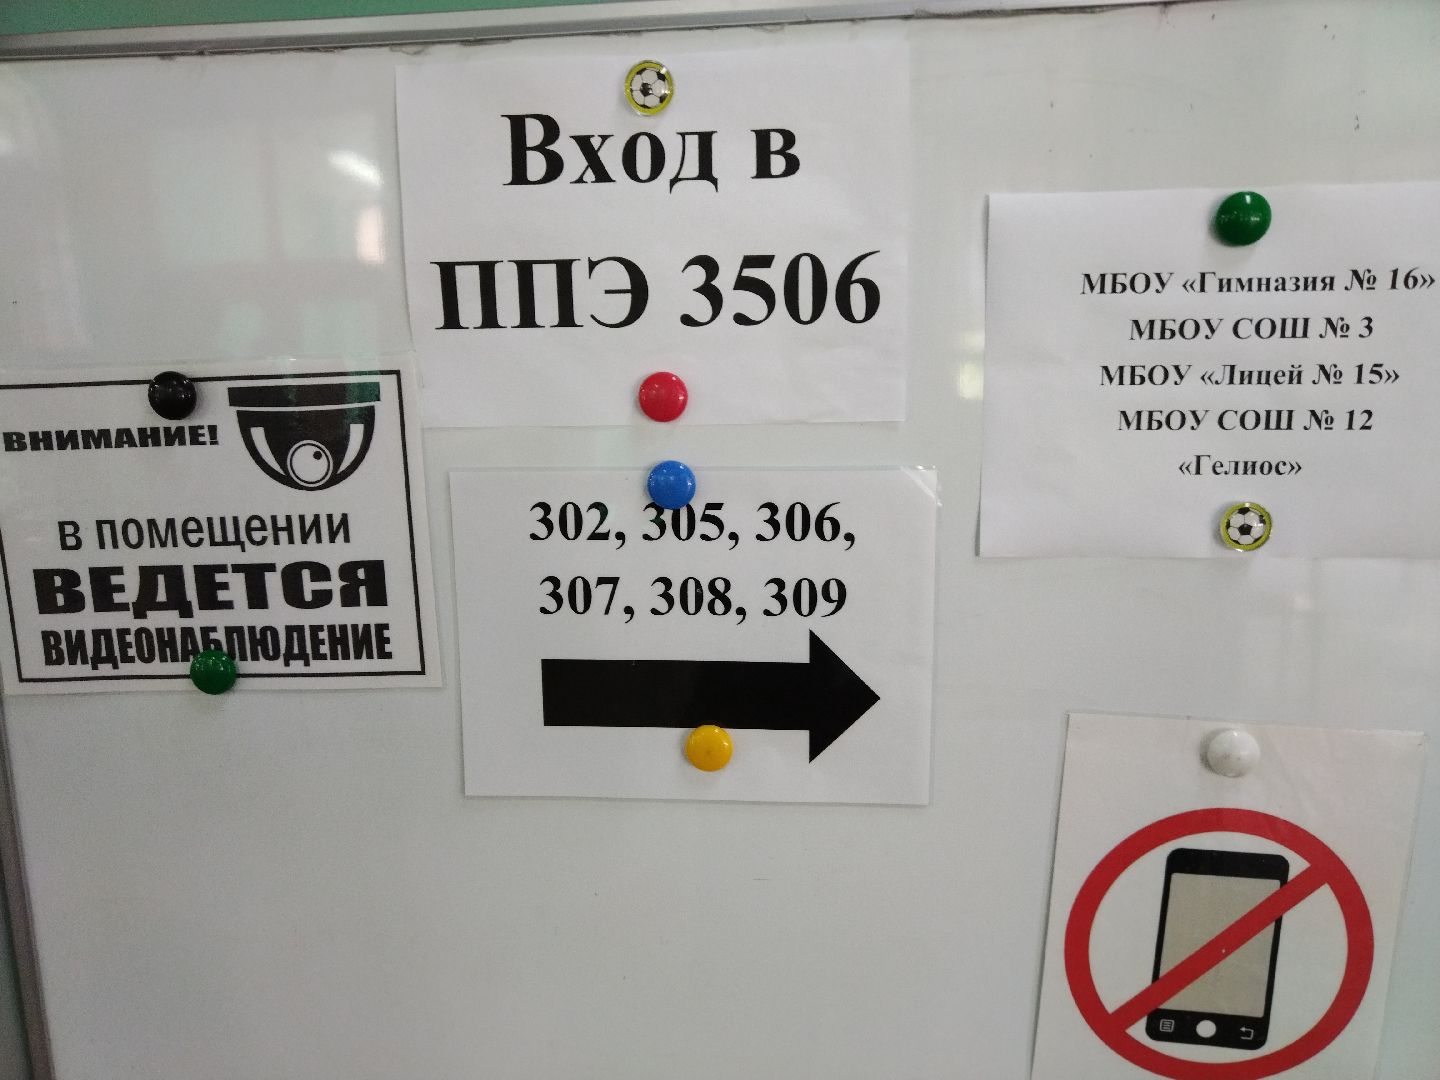 Вход в
ППЭ 3506
МБОУ «Гимназия № 16»
МБОУ СОШ № 3
МБОУ «Лицей № 15»
МБОУ СОШ № 12
«Гелиос»
ВНИМАНИЕ!
в помещении
ВЕДЕТСЯ
ВИДЕОНАБЛЮДЕНИЕ
302, 305, 306,
307, 308, 309